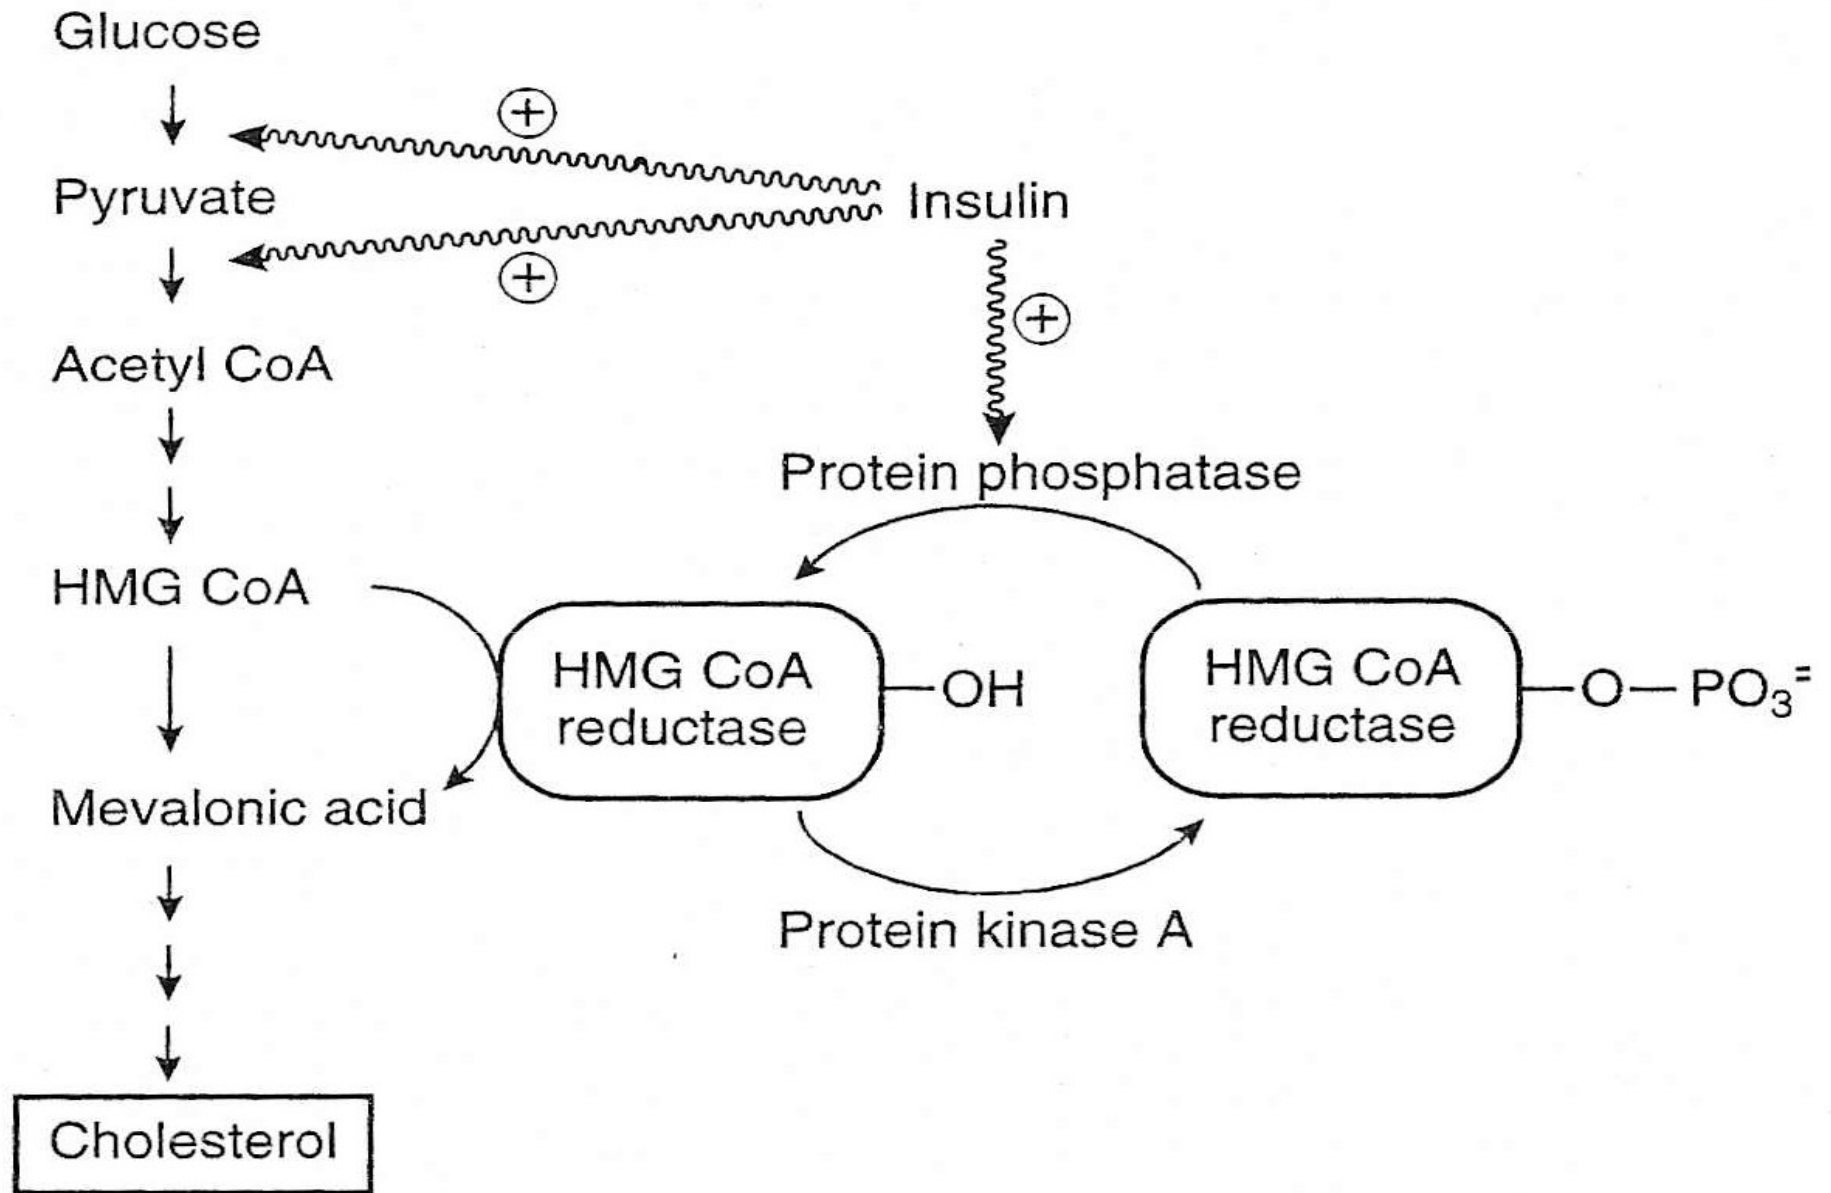 Glucose
+
Pyruvate
Insulin
+
+
Acetyl CoA
Protein phosphatase
HMG CoA
HMG CoA
reductase
OH
HMG CoA
reductase
O
PO₃⁼
Mevalonic acid
Protein kinase A
Cholesterol